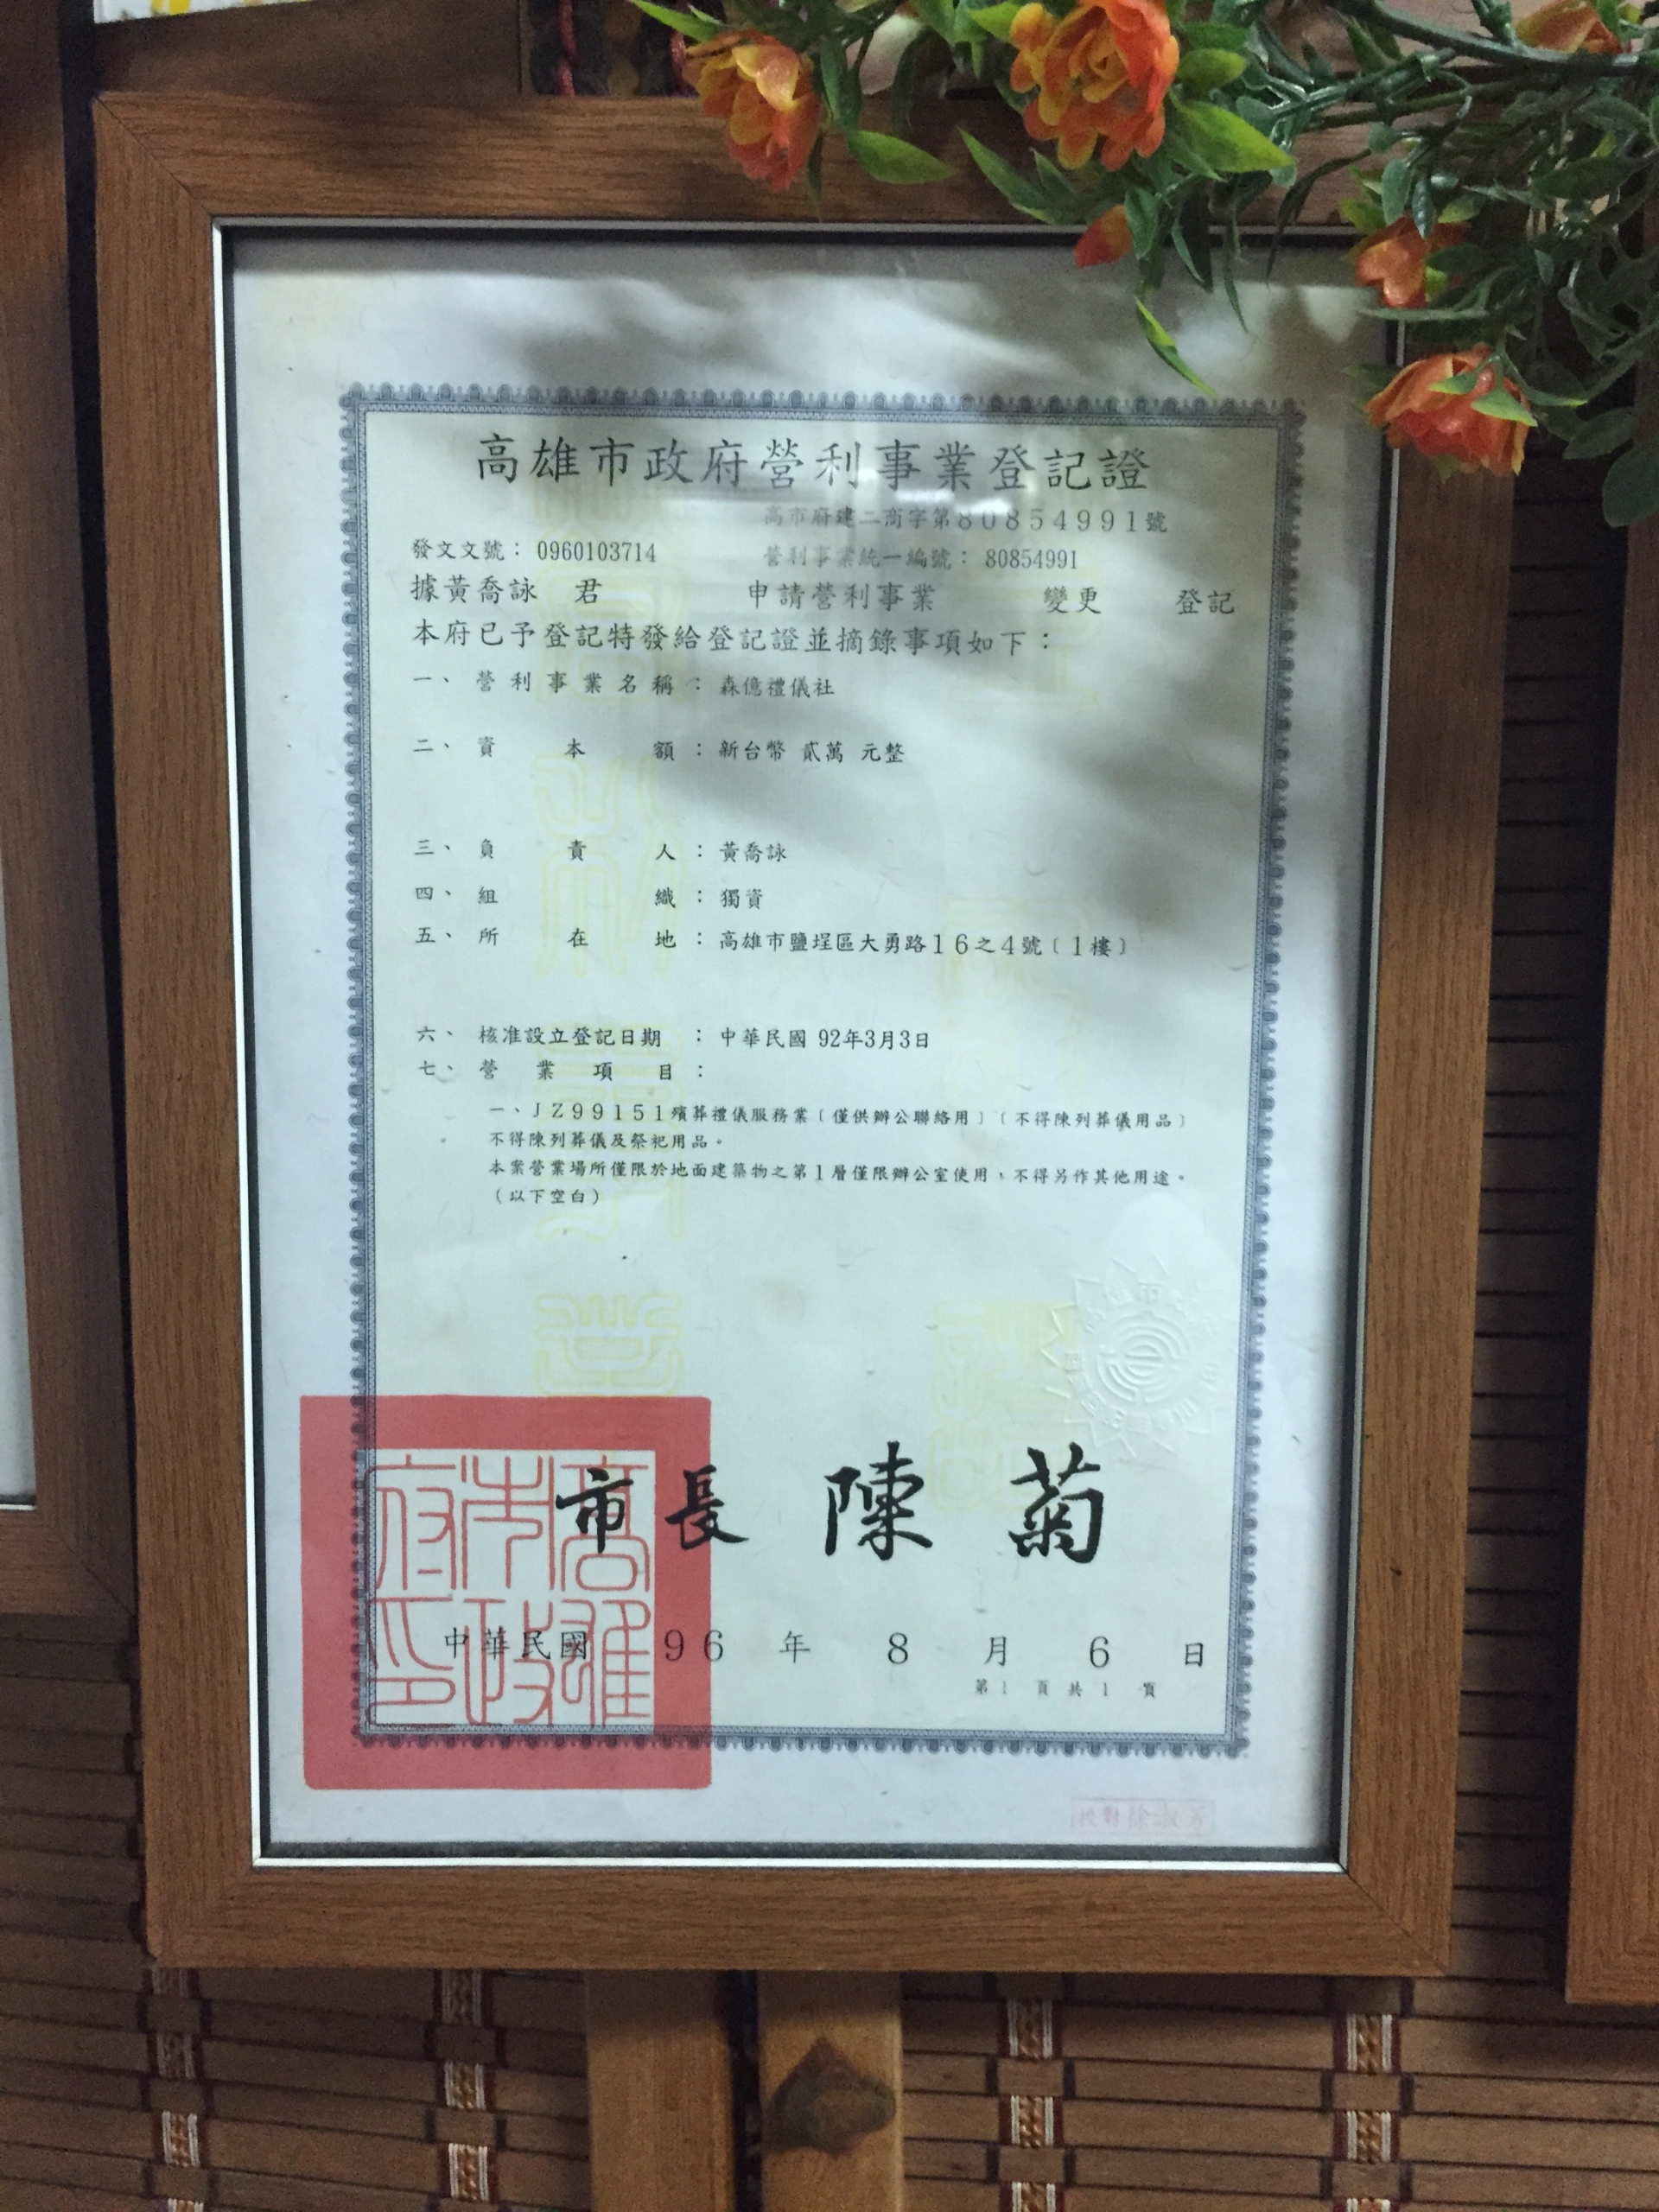 高雄市政府營利事業登記證
高市府建二商字第80854991號
發文文號：0960103714 營利事業統一編號：80854991
據黃喬詠 君 申請營利事業 變更 登記
本府已予登記特發給登記證並摘錄事項如下：
一、營利事業名稱：森億禮儀社
二、資本額：新台幣 貳萬 元整
三、負責人：黃喬詠
四、組織：獨資
五、所在地：高雄市鹽埕區大勇路16之4號〔1樓〕
六、核准設立登記日期：中華民國 92年3月3日
七、營業項目：
一、JZ99151殯葬禮儀服務業〔僅供辦公聯絡用〕〔不得陳列葬儀用品〕
不得陳列葬儀及祭祀用品。
本案營業場所僅限於地面建築物之第1層僅限辦公室使用，不得另作其他用途。
（以下空白）
市長 陳菊
高雄市政府印
中華民國 96 年 8 月 6 日
第1頁共1頁
校對徐淑芳